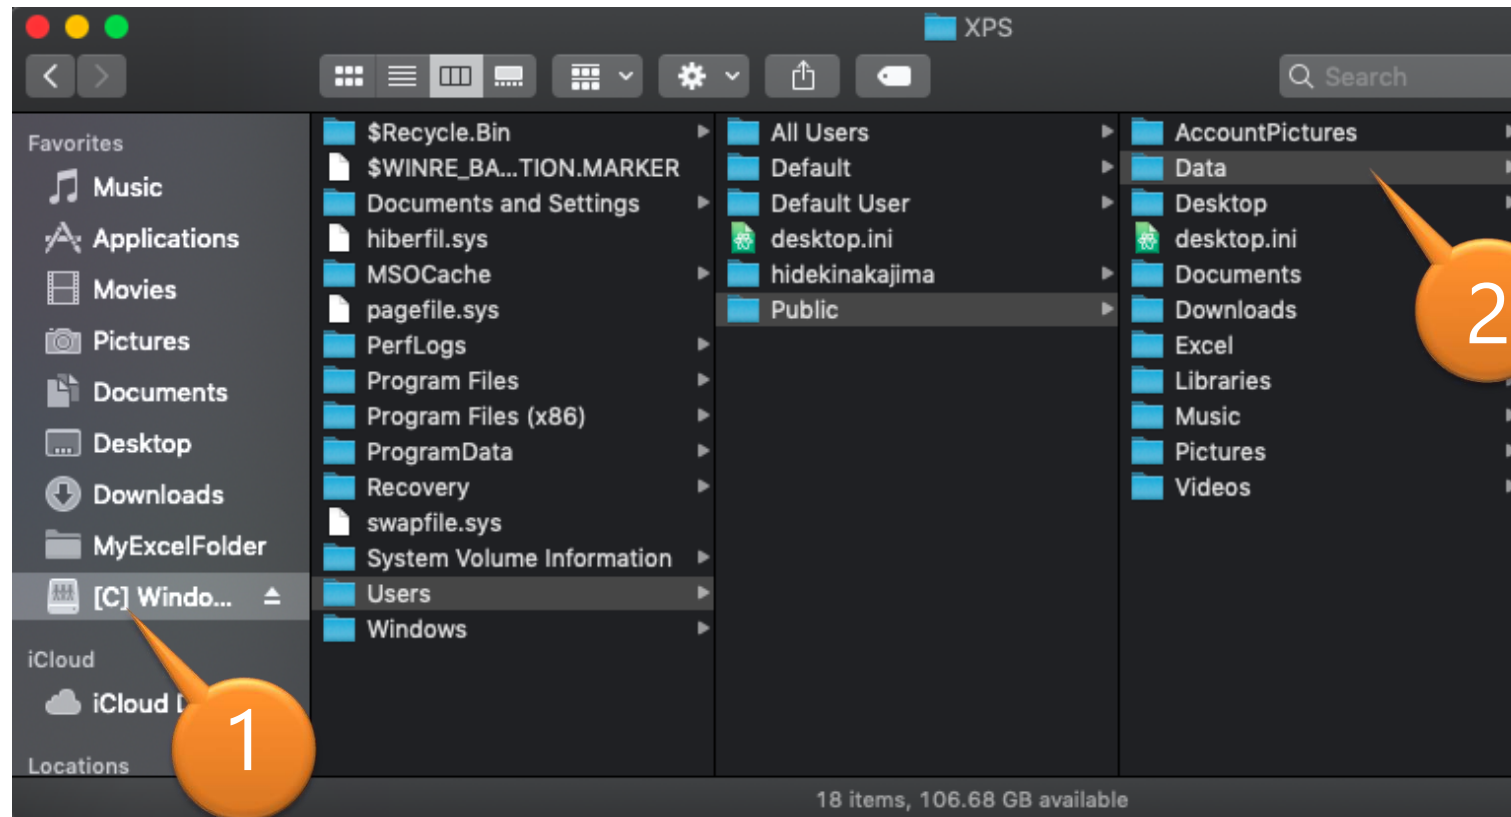 XPS
Search
Favorites
Music
Applications
Movies
Pictures
Documents
Desktop
Downloads
MyExcelFolder
[C] Windo...
iCloud
iCloud
Locations
$Recycle.Bin
$WINRE_BA...TION.MARKER
Documents and Settings
hiberfil.sys
MSOCache
pagefile.sys
PerfLogs
Program Files
Program Files (x86)
ProgramData
Recovery
swapfile.sys
System Volume Information
Users
Windows
All Users
Default
Default User
desktop.ini
hidekinakajima
Public
AccountPictures
Data
Desktop
desktop.ini
Documents
Downloads
Excel
Libraries
Music
Pictures
Videos
1
2
18 items, 106.68 GB available